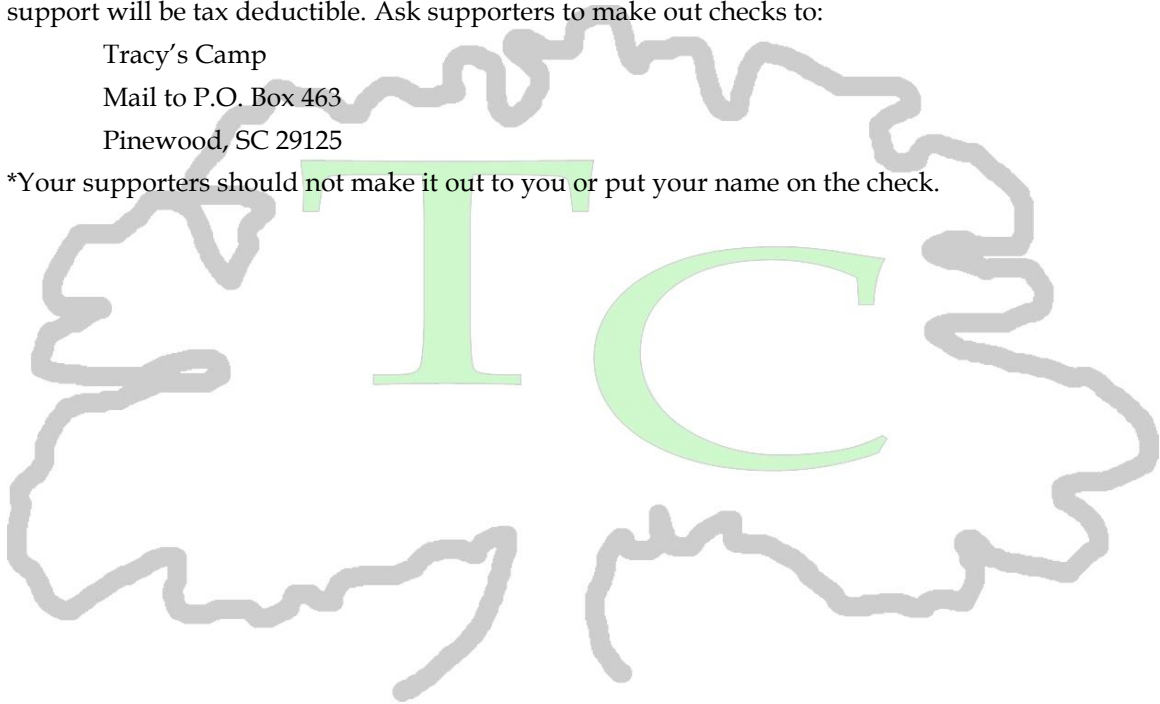 support will be tax deductible. Ask supporters to make out checks to:
Tracy’s Camp
Mail to P.O. Box 463
Pinewood, SC 29125
*Your supporters should not make it out to you or put your name on the check.
TC